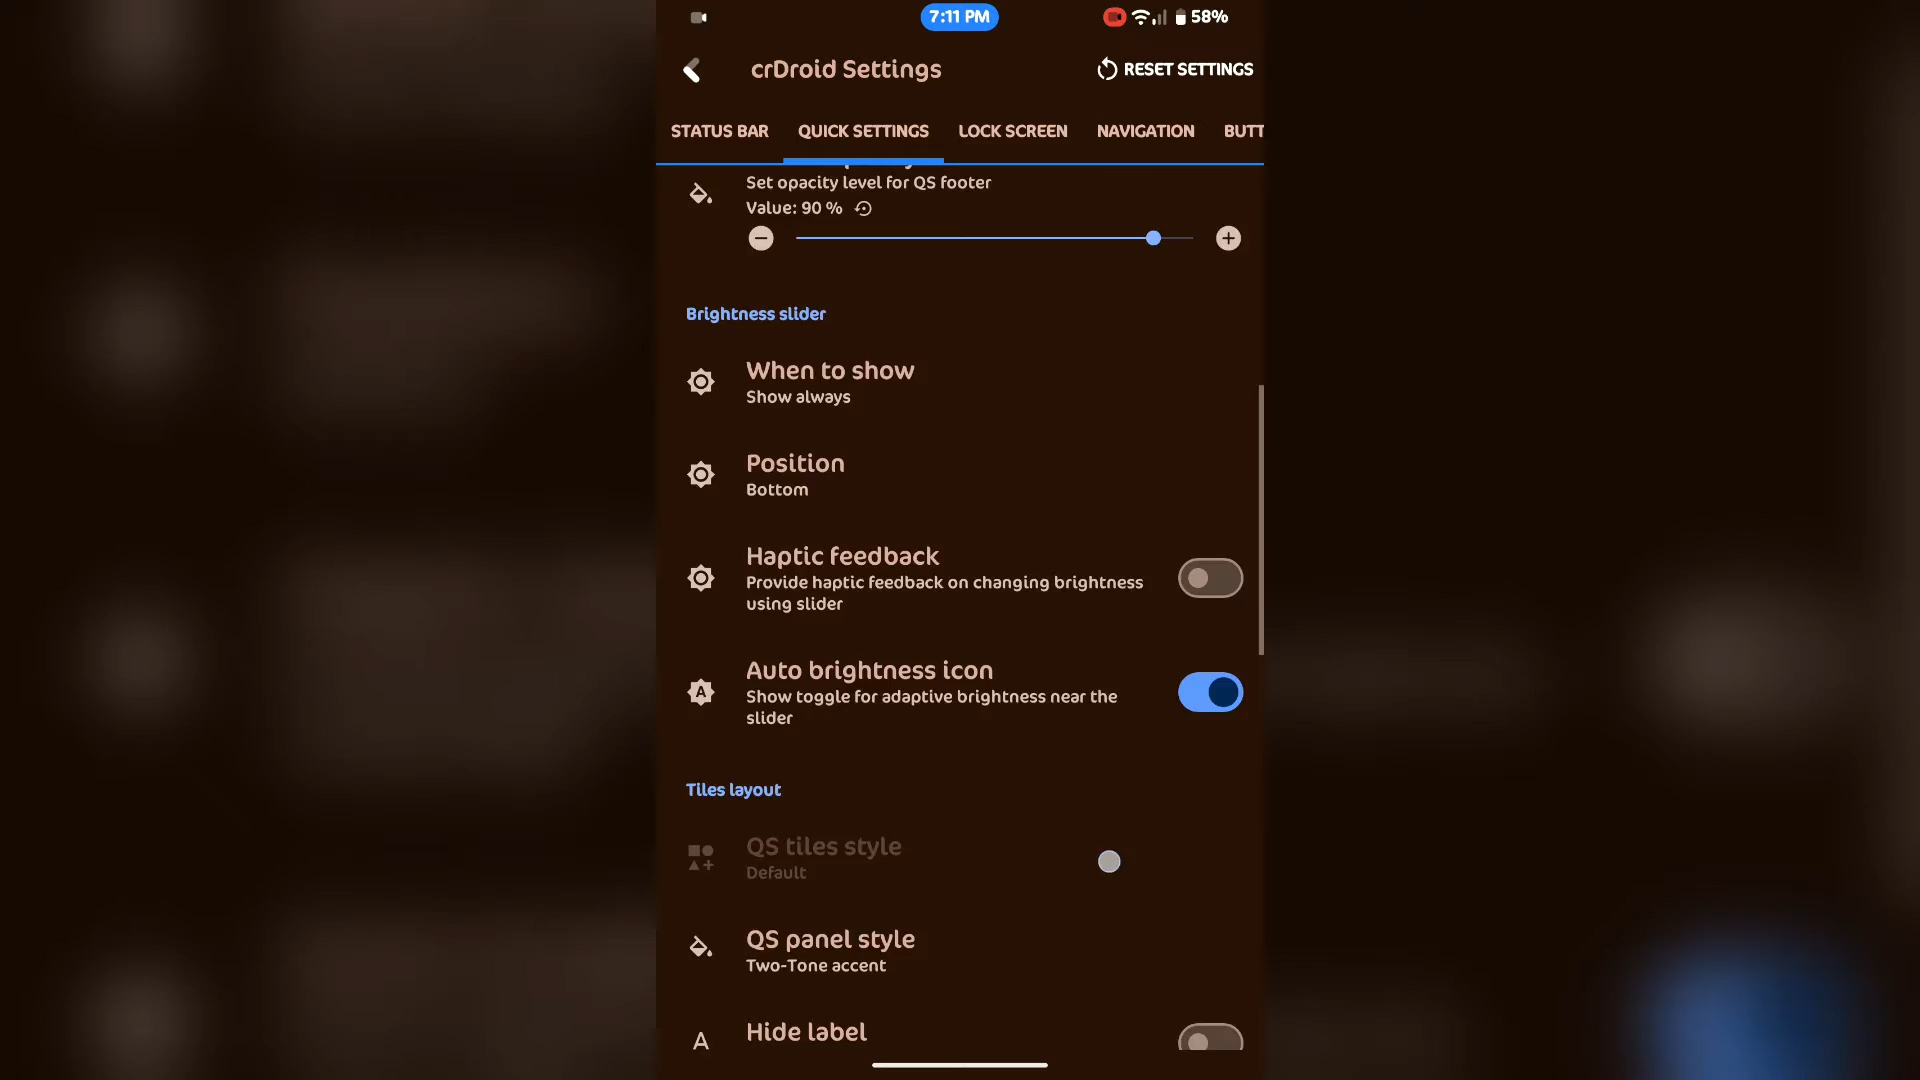 7:11 PM
58%
crDroid Settings
RESET SETTINGS
STATUS BAR
QUICK SETTINGS
LOCK SCREEN
NAVIGATION
BUTT
Set opacity level for QS footer
Value: 90 %
Brightness slider
When to show
Show always
Position
Bottom
Haptic feedback
Provide haptic feedback on changing brightness
using slider
Auto brightness icon
Show toggle for adaptive brightness near the
slider
Tiles layout
QS tiles style
Default
QS panel style
Two-Tone accent
Hide label